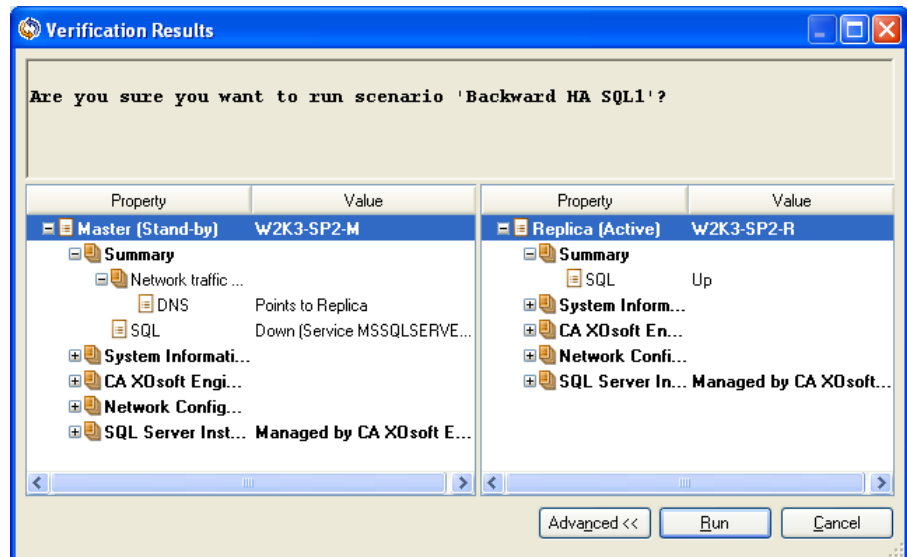 Verification Results
Are you sure you want to run scenario 'Backward HA SQL1'?
Property Value
Master (Stand-by) W2K3-SP2-M
Summary
Network traffic ...
DNS Points to Replica
SQL Down (Service MSSQLSERVE...
System Informati...
CA XOsoft Engi...
Network Config...
SQL Server Inst... Managed by CA XOsoft E...
Property Value
Replica (Active) W2K3-SP2-R
Summary
SQL Up
System Inform...
CA XOsoft En...
Network Confi...
SQL Server In... Managed by CA XOsoft...
Advanced << Run Cancel